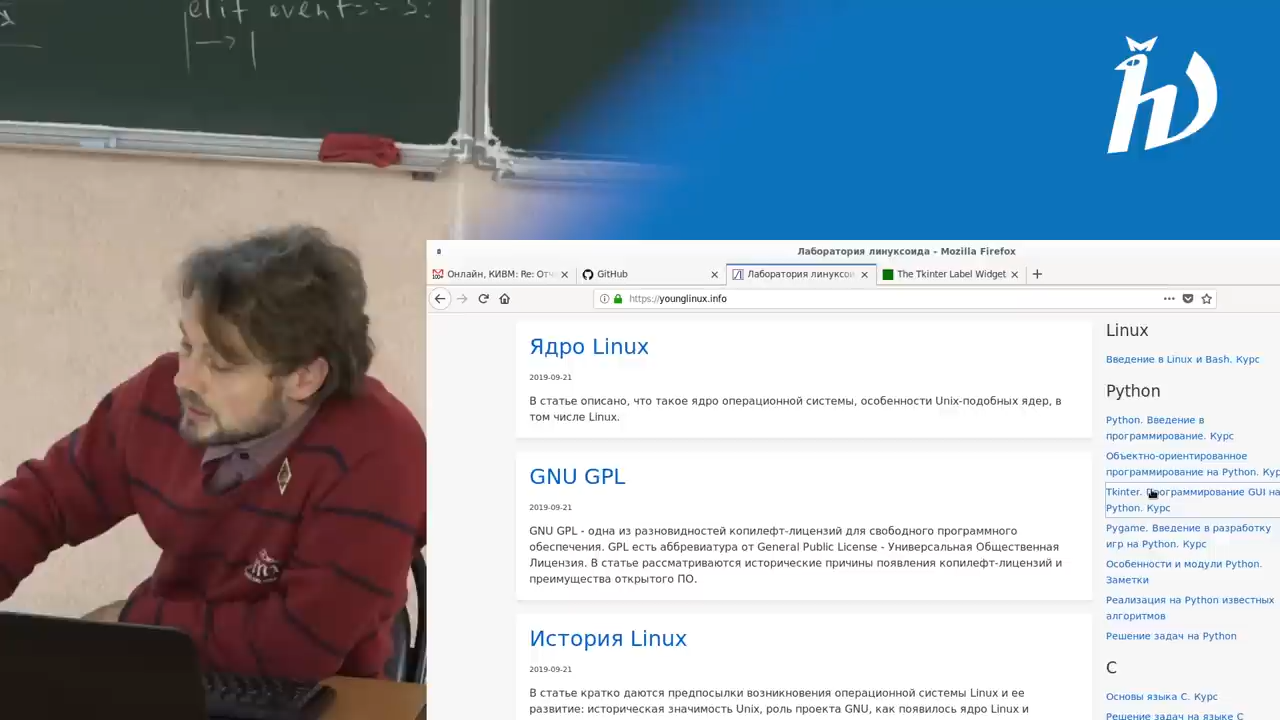 elif event == 5:
Лаборатория линуксоида - Mozilla Firefox
Онлайн, КИВМ: Re: Отч
GitHub
Лаборатория линуксои
The Tkinter Label Widget
https://younglinux.info
Ядро Linux
2019-09-21
В статье описано, что такое ядро операционной системы, особенности Unix-подобных ядер, в
том числе Linux.
GNU GPL
2019-09-21
GNU GPL - одна из разновидностей копилефт-лицензий для свободного программного
обеспечения. GPL есть аббревиатура от General Public License - Универсальная Общественная
Лицензия. В статье рассматриваются исторические причины появления копилефт-лицензий и
преимущества открытого ПО.
История Linux
2019-09-21
В статье кратко даются предпосылки возникновения операционной системы Linux и ее
развитие: историческая значимость Unix, роль проекта GNU, как появилось ядро Linux и
Linux
Введение в Linux и Bash. Курс
Python
Python. Введение в
программирование. Курс
Объектно-ориентированное
программирование на Python. Кур
Tkinter. Программирование GUI на
Python. Курс
Pygame. Введение в разработку
игр на Python. Курс
Особенности и модули Python.
Заметки
Реализация на Python известных
алгоритмов
Решение задач на Python
C
Основы языка C. Курс
Решение задач на языке C